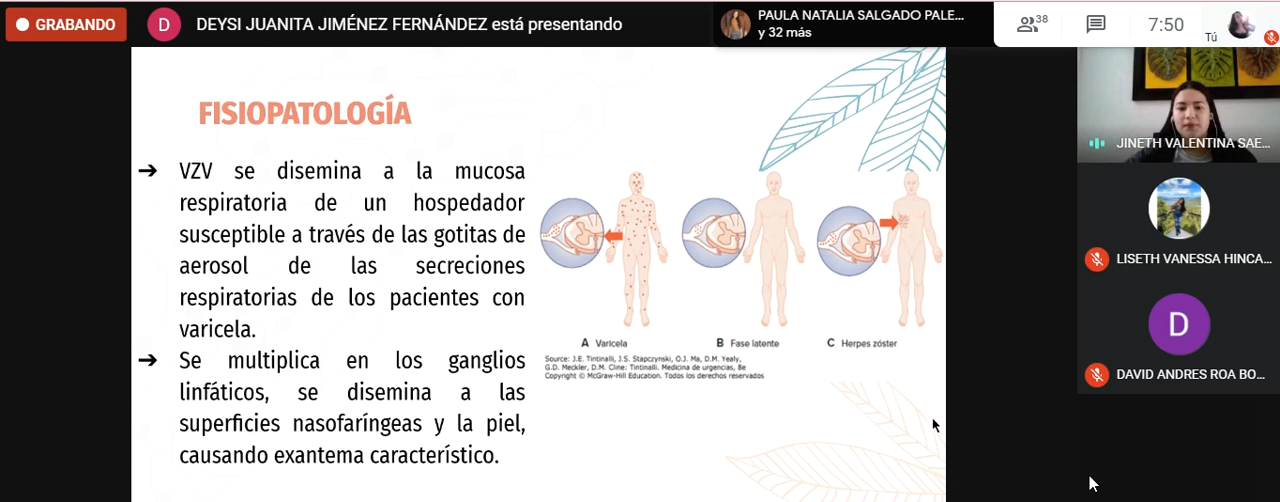 GRABANDO
D
DEYSI JUANITA JIMÉNEZ FERNÁNDEZ está presentando
PAULA NATALIA SALGADO PALE...
y 32 más
38
7:50
Tú
FISIOPATOLOGÍA
➔ VZV se disemina a la mucosa
respiratoria de un hospedador
susceptible a través de las gotitas de
aerosol de las secreciones
respiratorias de los pacientes con
varicela.
➔ Se multiplica en los ganglios
linfáticos, se disemina a las
superficies nasofaríngeas y la piel,
causando exantema característico.
A Varicela
B Fase latente
C Herpes zóster
Source: J.E. Tintinalli, J.S. Stapczynski, O.J. Ma, D.M. Yealy,
G.D. Meckler, D.M. Cline: Tintinalli. Medicina de urgencias, 8e
Copyright © McGraw-Hill Education. Todos los derechos reservados
JINETH VALENTINA SAE...
LISETH VANESSA HINCA...
D
DAVID ANDRES ROA BO...